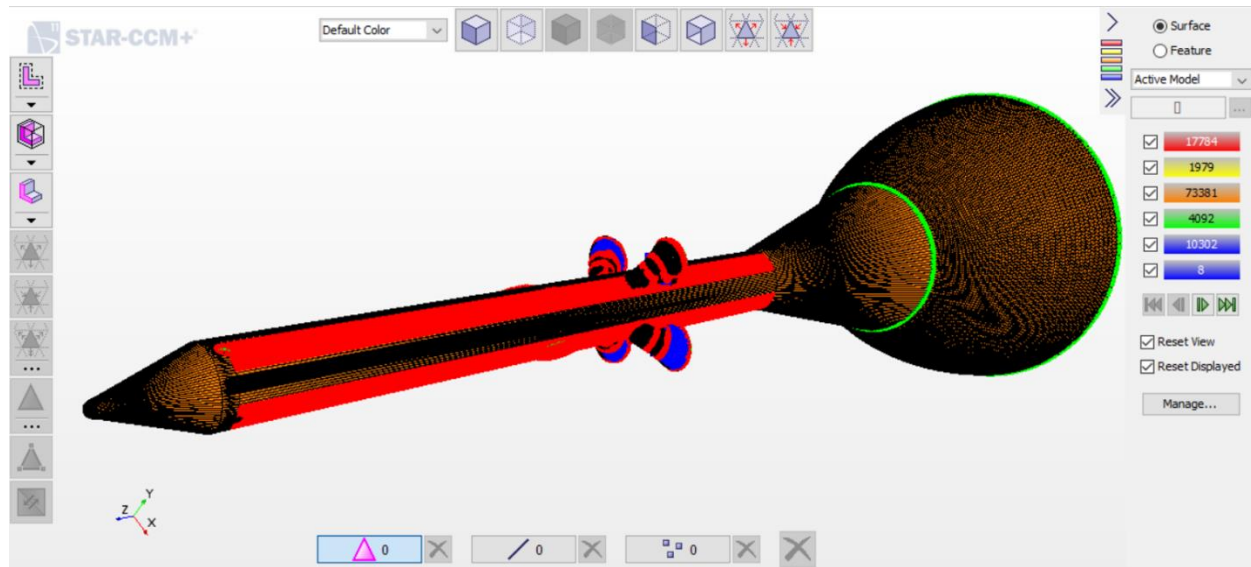 STAR-CCM+
Default Color
Surface
Feature
Active Model
[]
...
17784
1979
73381
4092
10302
8
Reset View
Reset Displayed
Manage...
Y
Z
X
0
0
0